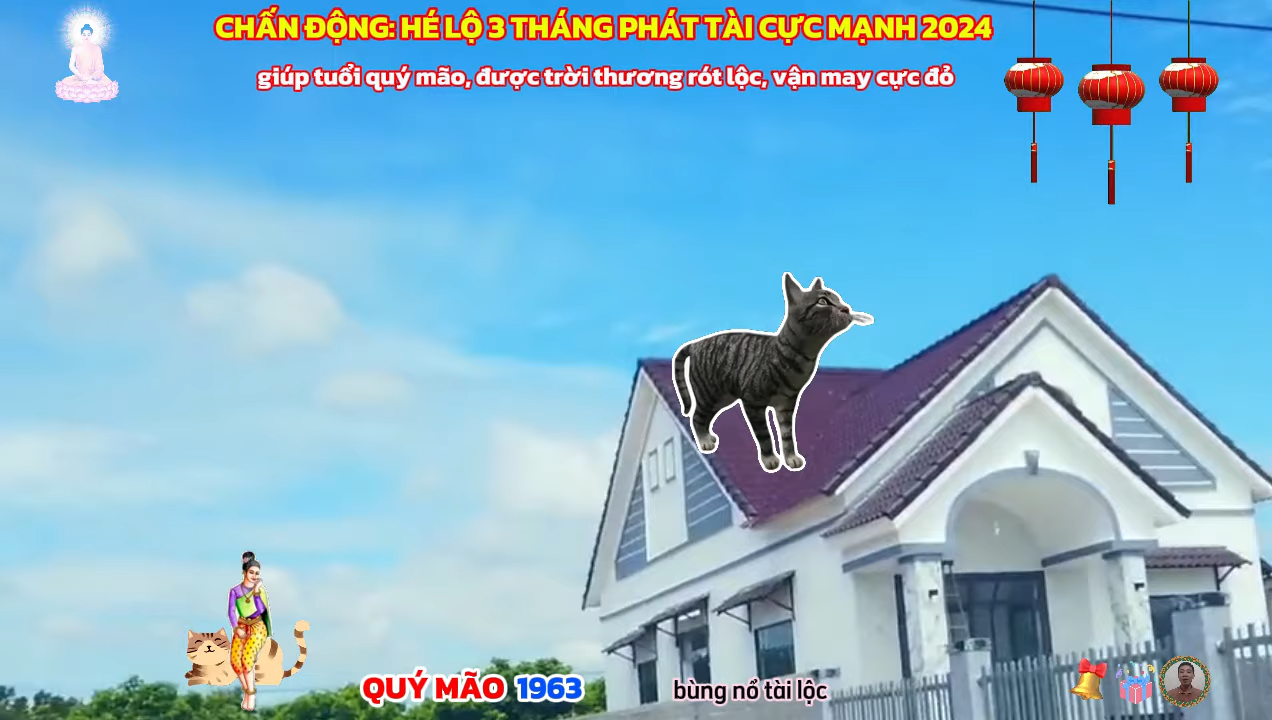 CHẤN ĐỘNG: HÉ LỘ 3 THÁNG PHÁT TÀI CỰC MẠNH 2024
giúp tuổi quý mão, được trời thương rót lộc, vận may cực đỏ
QUÝ MÃO 1963
bùng nổ tài lộc